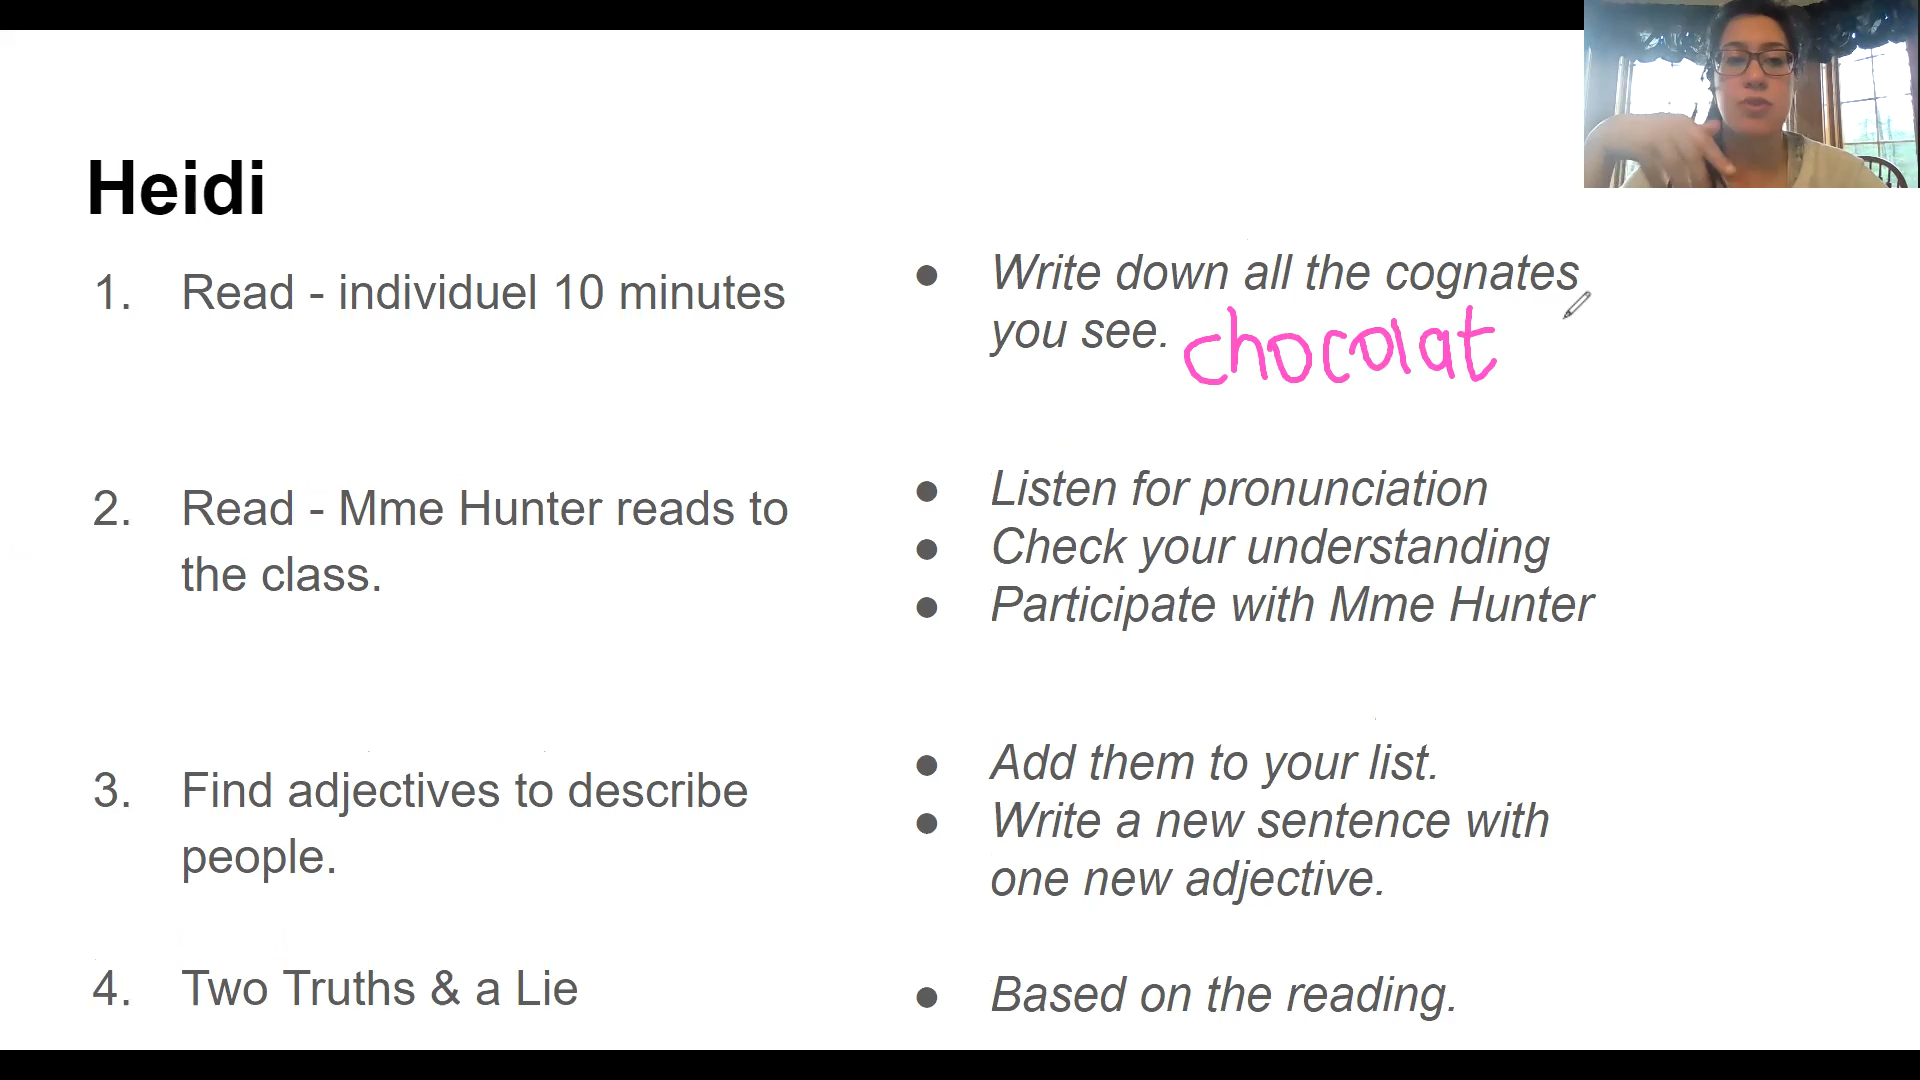 Heidi
1. Read - individuel 10 minutes
● Write down all the cognates
you see. chocolat
2. Read - Mme Hunter reads to
the class.
● Listen for pronunciation
● Check your understanding
● Participate with Mme Hunter
3. Find adjectives to describe
people.
● Add them to your list.
● Write a new sentence with
one new adjective.
4. Two Truths & a Lie
● Based on the reading.